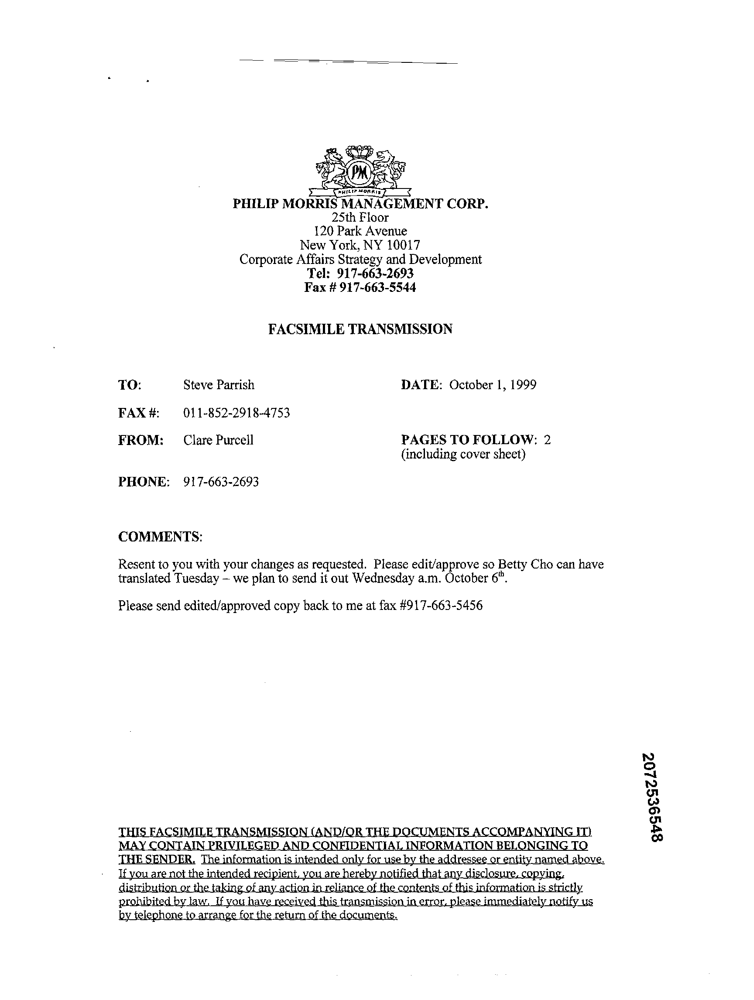 PM
PHILIP MORRIS
PHILIP MORRIS MANAGEMENT CORP.
25th Floor
120 Park Avenue
New York, NY 10017
Corporate Affairs Strategy and Development
Tel: 917-663-2693
Fax # 917-663-5544
FACSIMILE TRANSMISSION
TO: Steve Parrish DATE: October 1, 1999
FAX #: 011-852-2918-4753
FROM: Clare Purcell PAGES TO FOLLOW: 2
(including cover sheet)
PHONE: 917-663-2693
COMMENTS:
Resent to you with your changes as requested. Please edit/approve so Betty Cho can have
translated Tuesday – we plan to send it out Wednesday a.m. October 6th.
Please send edited/approved copy back to me at fax #917-663-5456
2072536548
THIS FACSIMILE TRANSMISSION (AND/OR THE DOCUMENTS ACCOMPANYING IT)
MAY CONTAIN PRIVILEGED AND CONFIDENTIAL INFORMATION BELONGING TO
THE SENDER. The information is intended only for use by the addressee or entity named above.
If you are not the intended recipient, you are hereby notified that any disclosure, copying,
distribution or the taking of any action in reliance of the contents of this information is strictly
prohibited by law. If you have received this transmission in error, please immediately notify us
by telephone to arrange for the return of the documents.